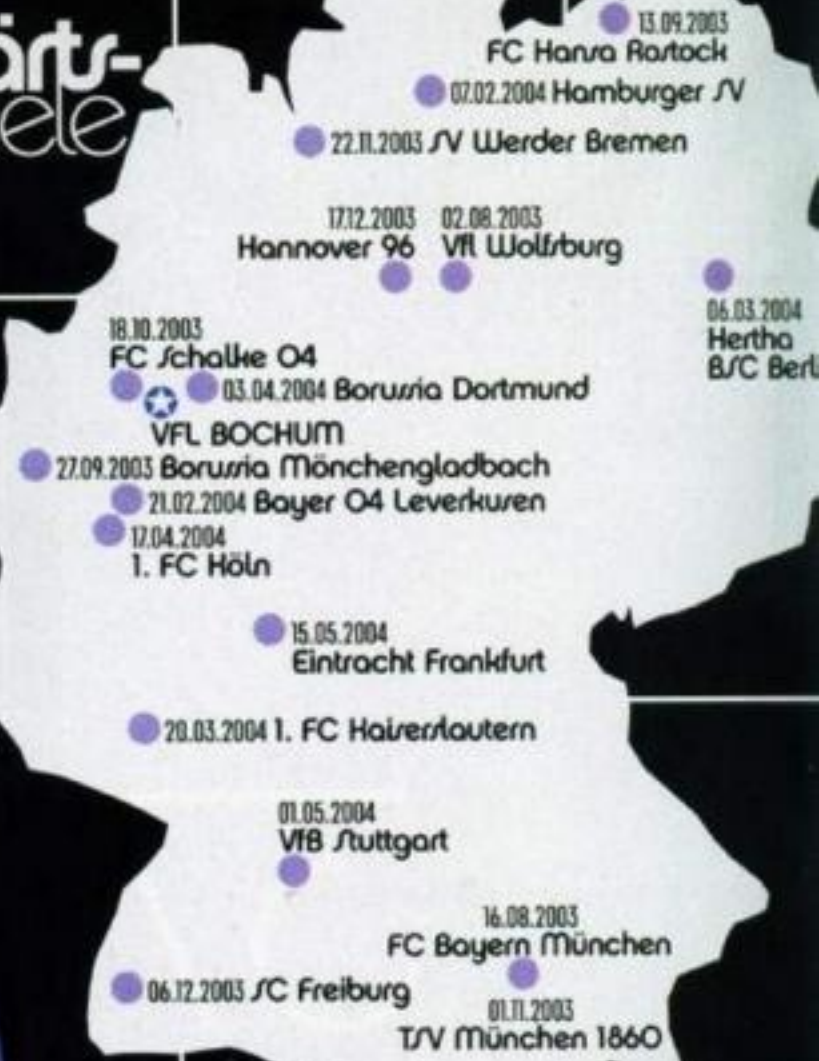 ärts-
ele
13.09.2003
FC Hansa Rostock
07.02.2004 Hamburger SV
22.11.2003 SV Werder Bremen
17.12.2003 02.08.2003
Hannover 96 Vfl Wolfsburg
06.03.2004
Hertha
BSC Berl
18.10.2003
FC Schalke 04
03.04.2004 Borussia Dortmund
VFL BOCHUM
27.09.2003 Borussia Mönchengladbach
21.02.2004 Bayer 04 Leverkusen
17.04.2004
1. FC Köln
15.05.2004
Eintracht Frankfurt
20.03.2004 1. FC Kaiserslautern
01.05.2004
VfB Stuttgart
16.08.2003
FC Bayern München
06.12.2003 SC Freiburg
01.11.2003
TSV München 1860